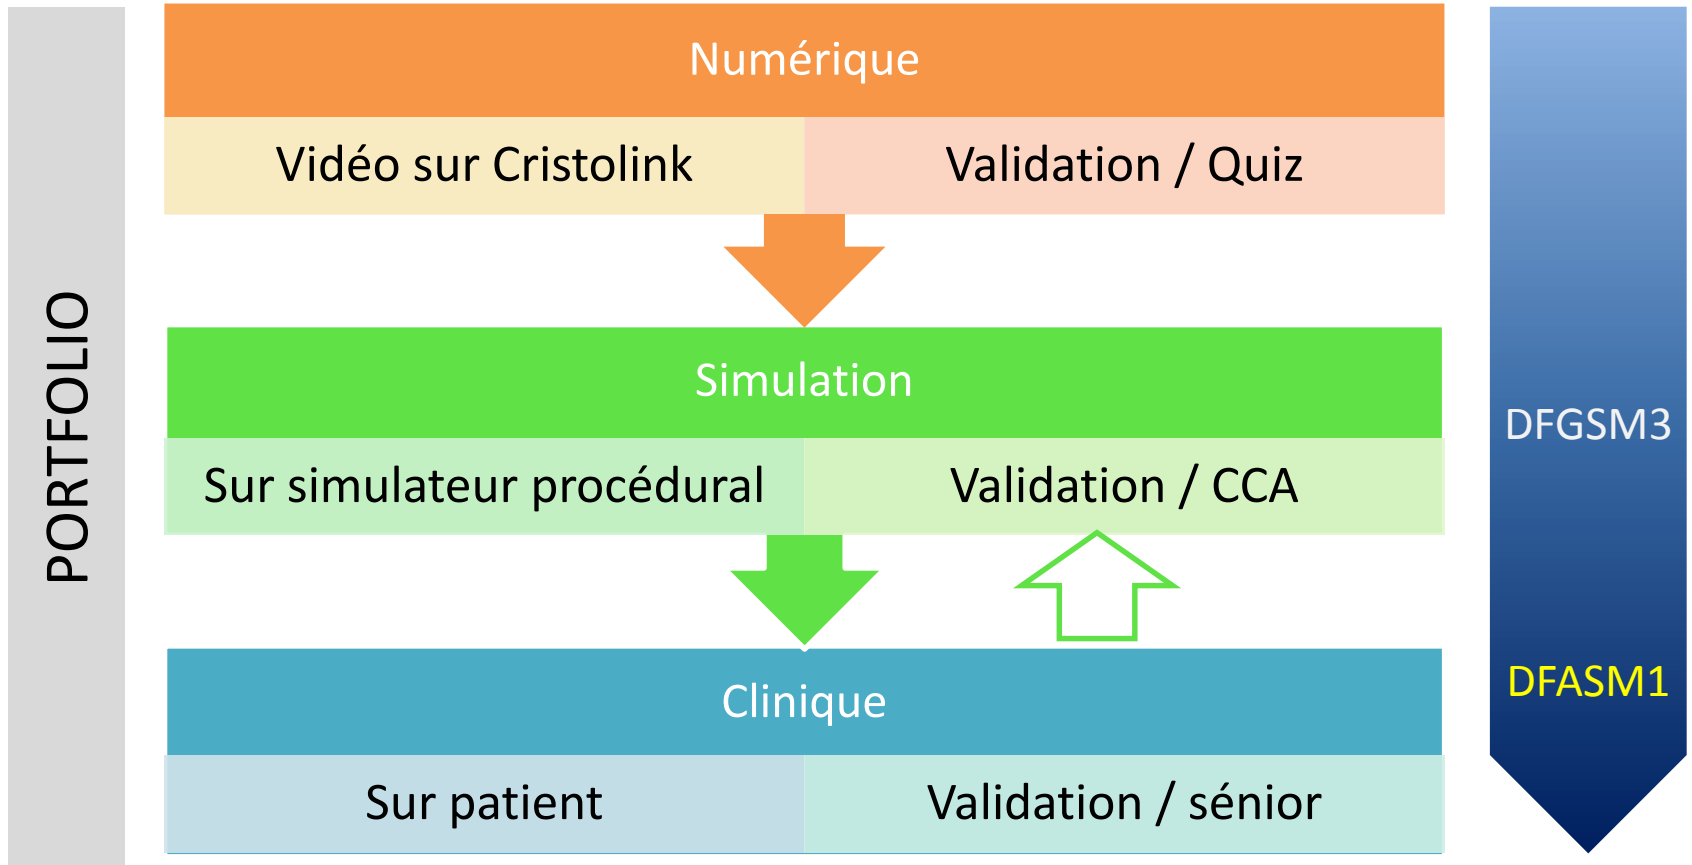 PORTFOLIO
Numérique
Vidéo sur Cristolink
Validation / Quiz
Simulation
Sur simulateur procédural
Validation / CCA
Clinique
Sur patient
Validation / sénior
DFGSM3
DFASM1